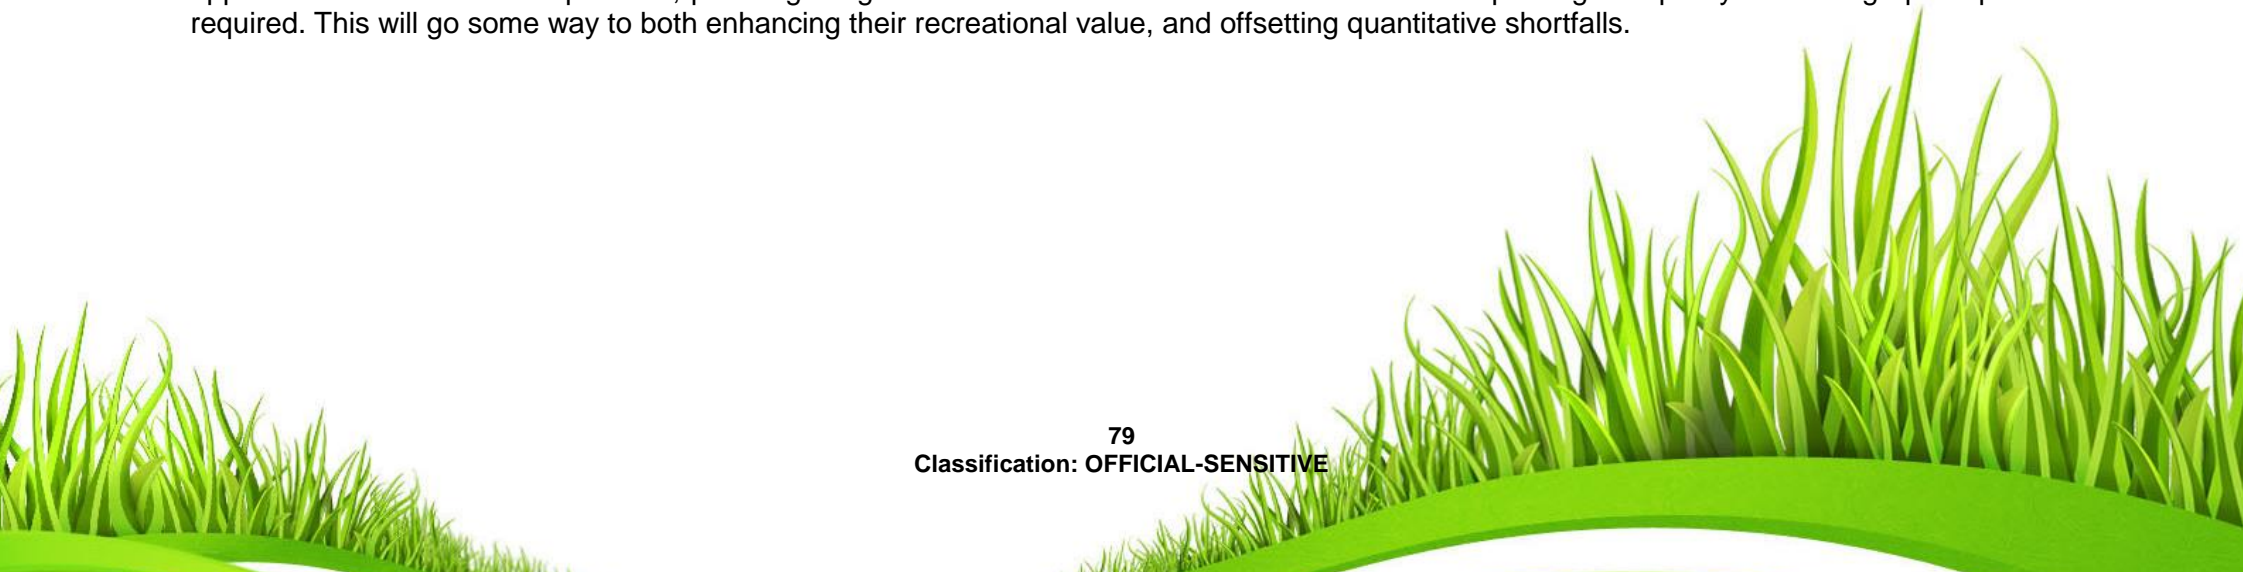 required. This will go some way to both enhancing their recreational value, and offsetting quantitative shortfalls.
79
Classification: OFFICIAL-SENSITIVE